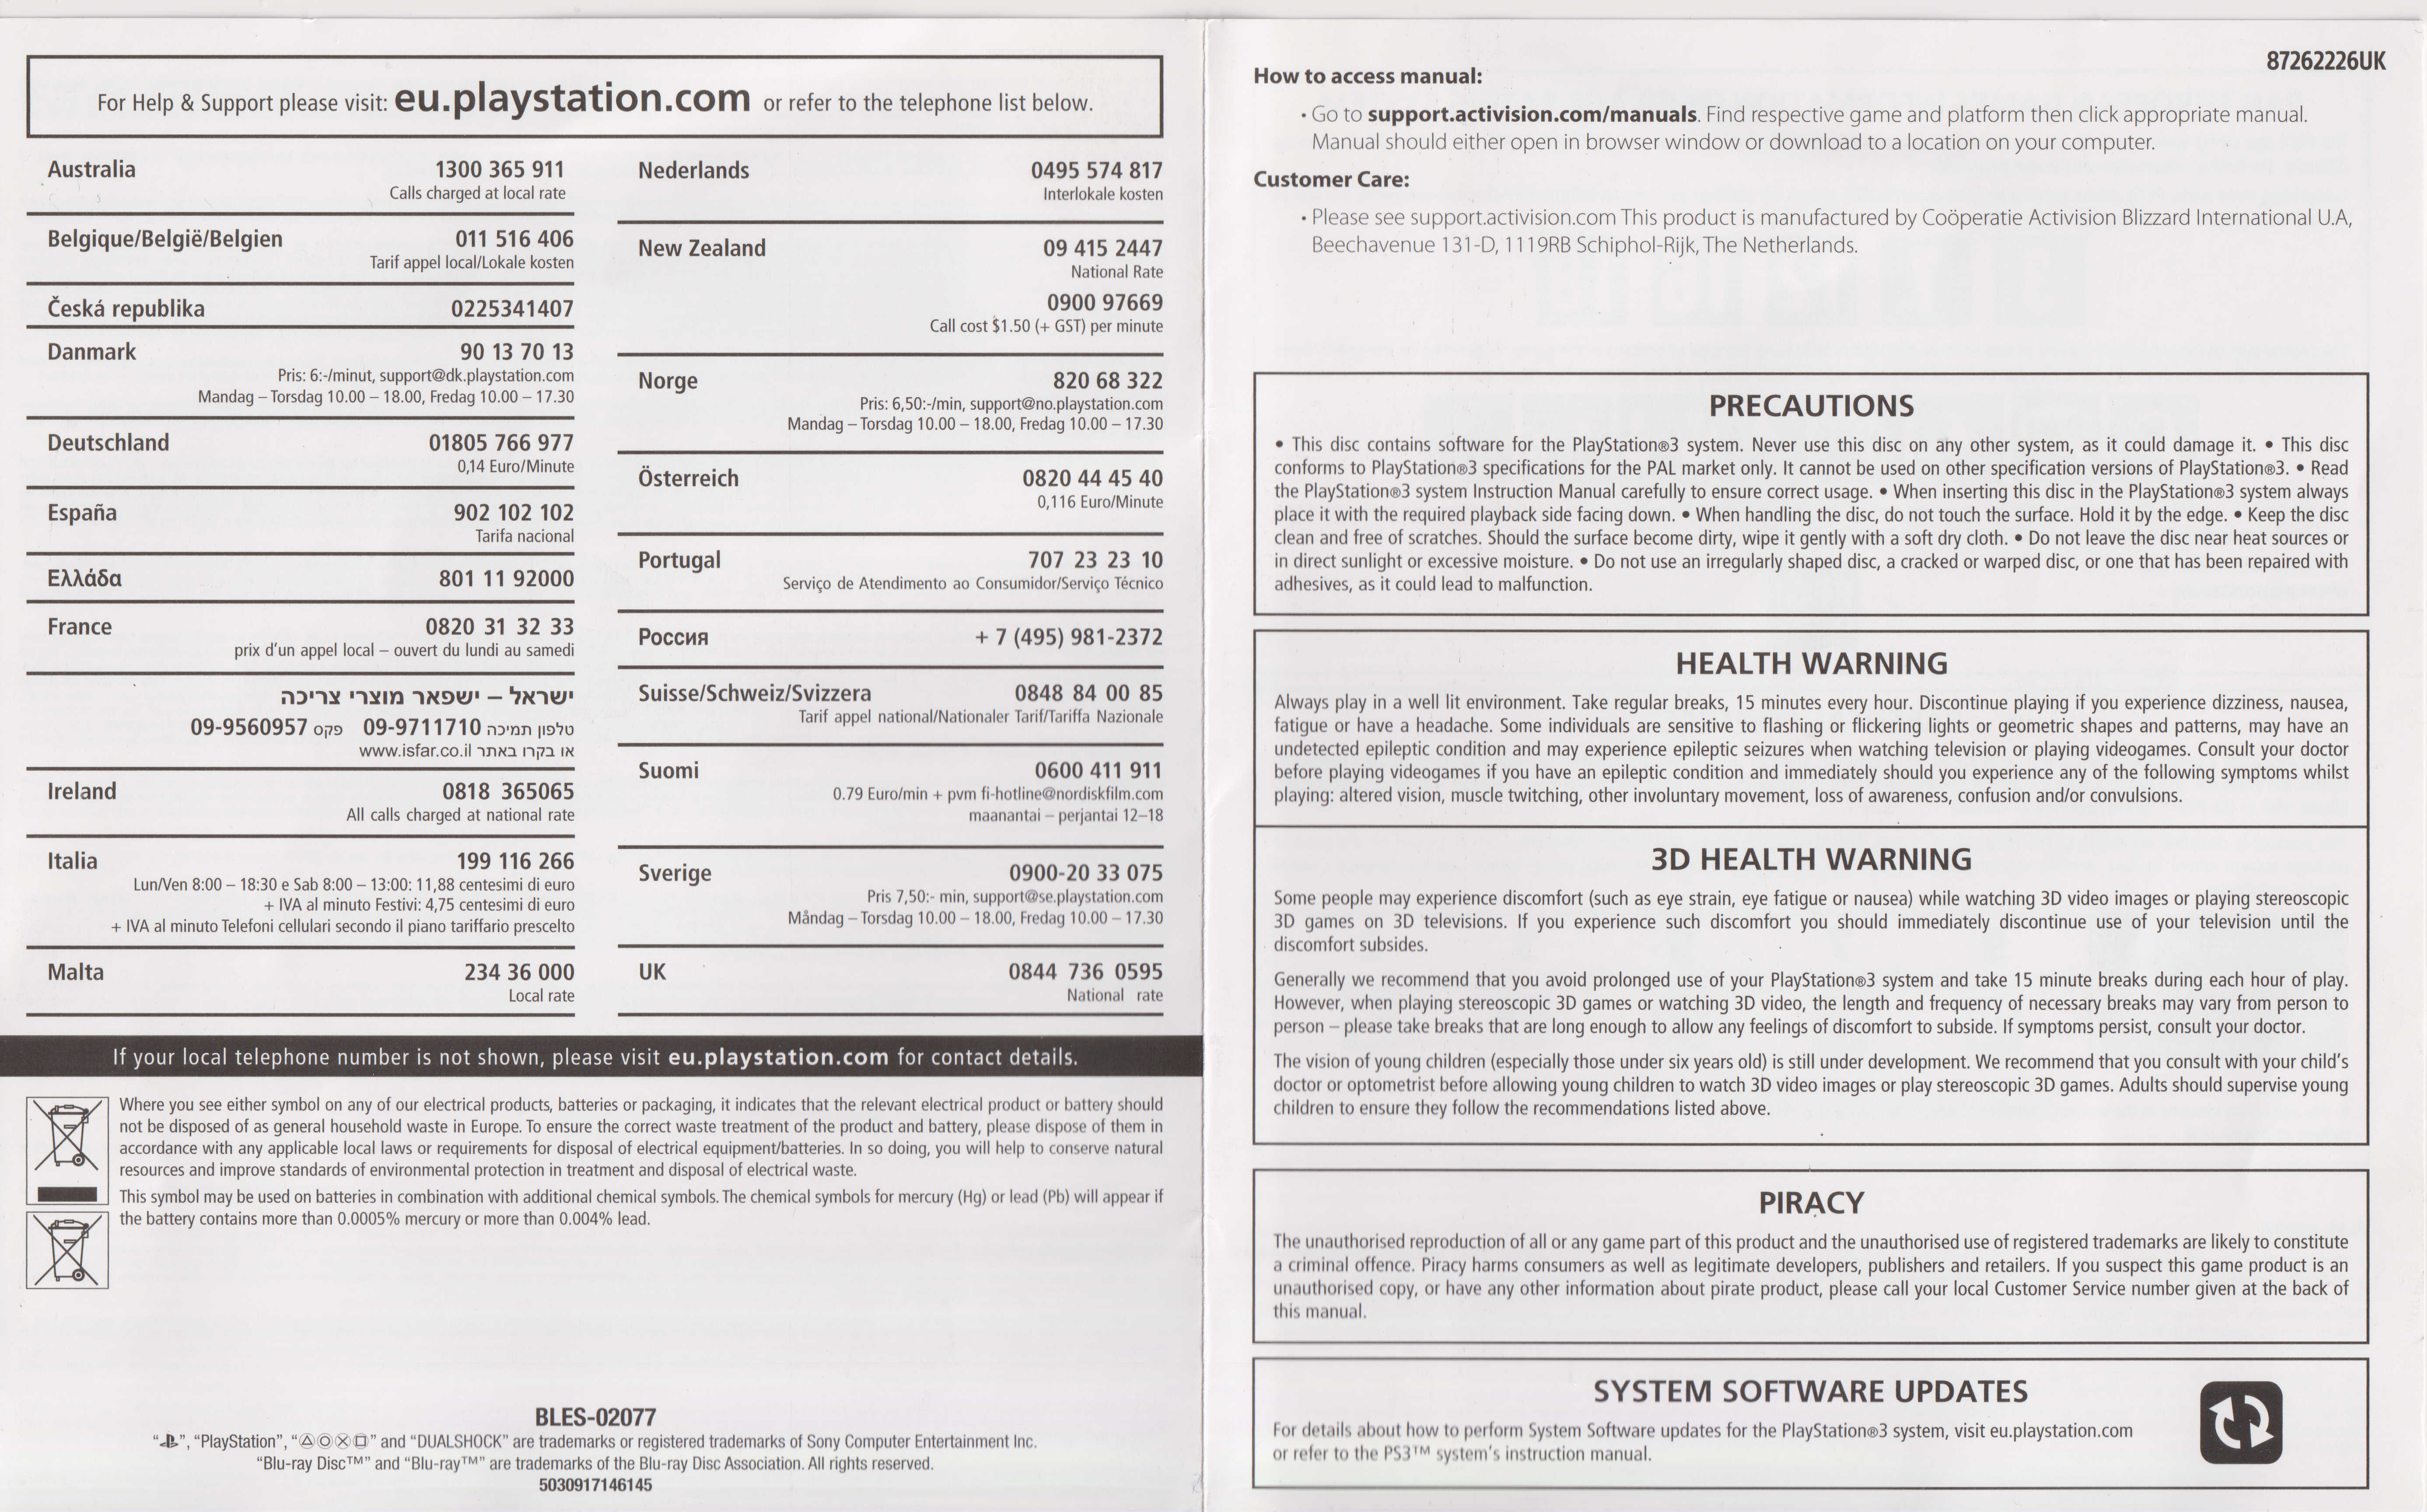 For Help & Support please visit: eu.playstation.com or refer to the telephone list below.
Australia 1300 365 911
Calls charged at local rate
Belgique/België/Belgien 011 516 406
Tarif appel local/Lokale kosten
Česká republika 0225341407
Danmark 90 13 70 13
Pris: 6:-/minut, support@dk.playstation.com
Mandag – Torsdag 10.00 – 18.00, Fredag 10.00 – 17.30
Deutschland 01805 766 977
0,14 Euro/Minute
España 902 102 102
Tarifa nacional
Ελλάδα 801 11 92000
France 0820 31 32 33
prix d'un appel local – ouvert du lundi au samedi
ישראל – ישפאר מוצרי צריכה
טלפון תמיכה 09-9711710 פקס 09-9560957
או בקרו באתר www.isfar.co.il
Ireland 0818 365065
All calls charged at national rate
Italia 199 116 266
Lun/Ven 8:00 – 18:30 e Sab 8:00 – 13:00: 11,88 centesimi di euro
+ IVA al minuto Festivi: 4,75 centesimi di euro
+ IVA al minuto Telefoni cellulari secondo il piano tariffario prescelto
Malta 234 36 000
Local rate
Nederlands 0495 574 817
Interlokale kosten
New Zealand 09 415 2447
National Rate
0900 97669
Call cost $1.50 (+ GST) per minute
Norge 820 68 322
Pris: 6,50:-/min, support@no.playstation.com
Mandag – Torsdag 10.00 – 18.00, Fredag 10.00 – 17.30
Österreich 0820 44 45 40
0,116 Euro/Minute
Portugal 707 23 23 10
Serviço de Atendimento ao Consumidor/Serviço Técnico
Россия + 7 (495) 981-2372
Suisse/Schweiz/Svizzera 0848 84 00 85
Tarif appel national/Nationaler Tarif/Tariffa Nazionale
Suomi 0600 411 911
0.79 Euro/min + pvm fi-hotline@nordiskfilm.com
maanantai – perjantai 12–18
Sverige 0900-20 33 075
Pris 7,50:- min, support@se.playstation.com
Måndag – Torsdag 10.00 – 18.00, Fredag 10.00 – 17.30
UK 0844 736 0595
National rate
If your local telephone number is not shown, please visit eu.playstation.com for contact details.
Where you see either symbol on any of our electrical products, batteries or packaging, it indicates that the relevant electrical product or battery should
not be disposed of as general household waste in Europe. To ensure the correct waste treatment of the product and battery, please dispose of them in
accordance with any applicable local laws or requirements for disposal of electrical equipment/batteries. In so doing, you will help to conserve natural
resources and improve standards of environmental protection in treatment and disposal of electrical waste.
This symbol may be used on batteries in combination with additional chemical symbols. The chemical symbols for mercury (Hg) or lead (Pb) will appear if
the battery contains more than 0.0005% mercury or more than 0.004% lead.
BLES-02077
“ ”, “PlayStation”, “ ” and “DUALSHOCK” are trademarks or registered trademarks of Sony Computer Entertainment Inc.
“Blu-ray Disc™” and “Blu-ray™” are trademarks of the Blu-ray Disc Association. All rights reserved.
5030917146145
87262226UK
How to access manual:
• Go to support.activision.com/manuals. Find respective game and platform then click appropriate manual.
Manual should either open in browser window or download to a location on your computer.
Customer Care:
• Please see support.activision.com This product is manufactured by Coöperatie Activision Blizzard International U.A,
Beechavenue 131-D, 1119RB Schiphol-Rijk, The Netherlands.
PRECAUTIONS
• This disc contains software for the PlayStation®3 system. Never use this disc on any other system, as it could damage it. • This disc
conforms to PlayStation®3 specifications for the PAL market only. It cannot be used on other specification versions of PlayStation®3. • Read
the PlayStation®3 system Instruction Manual carefully to ensure correct usage. • When inserting this disc in the PlayStation®3 system always
place it with the required playback side facing down. • When handling the disc, do not touch the surface. Hold it by the edge. • Keep the disc
clean and free of scratches. Should the surface become dirty, wipe it gently with a soft dry cloth. • Do not leave the disc near heat sources or
in direct sunlight or excessive moisture. • Do not use an irregularly shaped disc, a cracked or warped disc, or one that has been repaired with
adhesives, as it could lead to malfunction.
HEALTH WARNING
Always play in a well lit environment. Take regular breaks, 15 minutes every hour. Discontinue playing if you experience dizziness, nausea,
fatigue or have a headache. Some individuals are sensitive to flashing or flickering lights or geometric shapes and patterns, may have an
undetected epileptic condition and may experience epileptic seizures when watching television or playing videogames. Consult your doctor
before playing videogames if you have an epileptic condition and immediately should you experience any of the following symptoms whilst
playing: altered vision, muscle twitching, other involuntary movement, loss of awareness, confusion and/or convulsions.
3D HEALTH WARNING
Some people may experience discomfort (such as eye strain, eye fatigue or nausea) while watching 3D video images or playing stereoscopic
3D games on 3D televisions. If you experience such discomfort you should immediately discontinue use of your television until the
discomfort subsides.
Generally we recommend that you avoid prolonged use of your PlayStation®3 system and take 15 minute breaks during each hour of play.
However, when playing stereoscopic 3D games or watching 3D video, the length and frequency of necessary breaks may vary from person to
person – please take breaks that are long enough to allow any feelings of discomfort to subside. If symptoms persist, consult your doctor.
The vision of young children (especially those under six years old) is still under development. We recommend that you consult with your child's
doctor or optometrist before allowing young children to watch 3D video images or play stereoscopic 3D games. Adults should supervise young
children to ensure they follow the recommendations listed above.
PIRACY
The unauthorised reproduction of all or any game part of this product and the unauthorised use of registered trademarks are likely to constitute
a criminal offence. Piracy harms consumers as well as legitimate developers, publishers and retailers. If you suspect this game product is an
unauthorised copy, or have any other information about pirate product, please call your local Customer Service number given at the back of
this manual.
SYSTEM SOFTWARE UPDATES
For details about how to perform System Software updates for the PlayStation®3 system, visit eu.playstation.com
or refer to the PS3™ system's instruction manual.